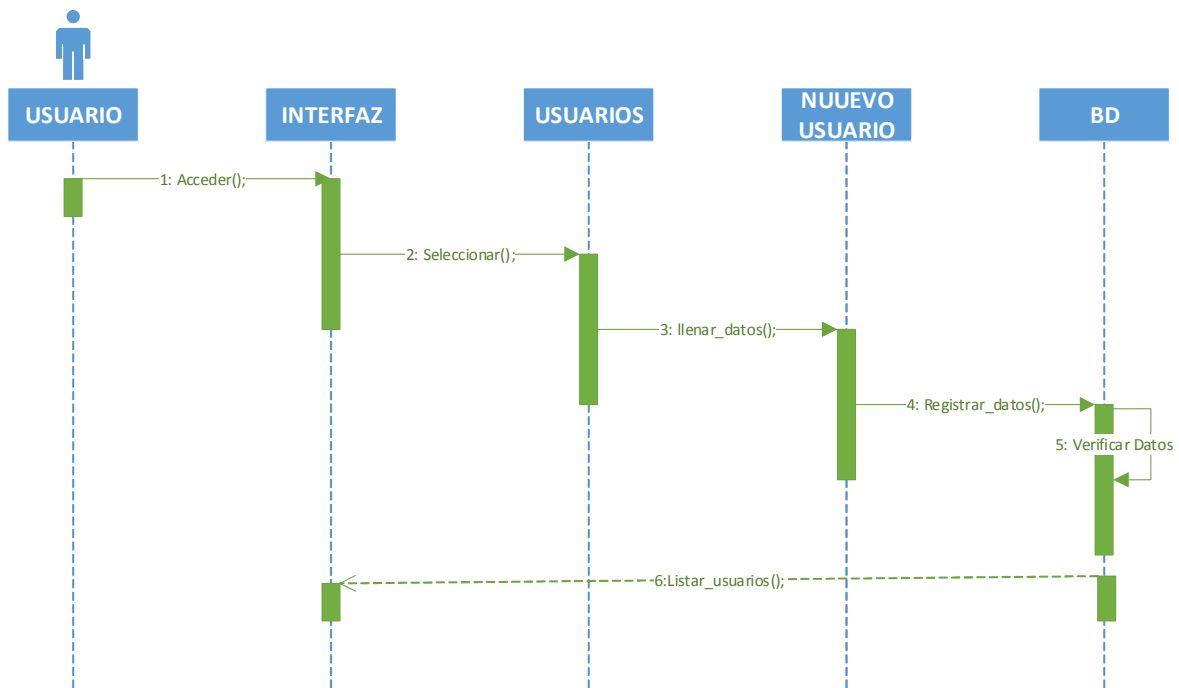 USUARIO
INTERFAZ
USUARIOS
NUUEVO
USUARIO
BD
1: Acceder();
2: Seleccionar();
3: llenar_datos();
4: Registrar_datos();
5: Verificar Datos
6:Listar_usuarios();